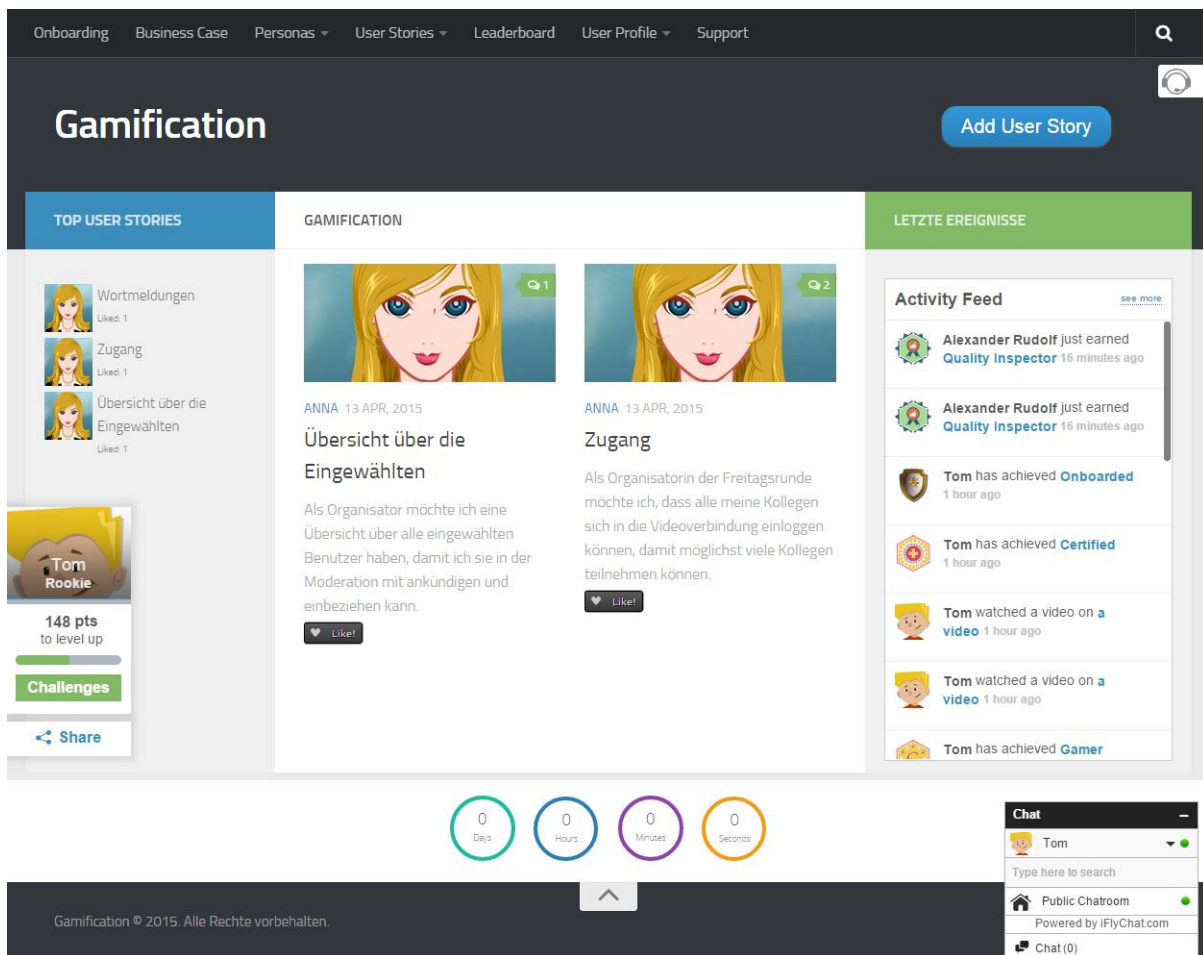 Onboarding Business Case Personas User Stories Leaderboard User Profile Support
Gamification
Add User Story
TOP USER STORIES
Wortmeldungen
Liked: 1
Zugang
Liked: 1
Übersicht über die
Eingewählten
Liked: 1
Tom
Rookie
148 pts
to level up
Challenges
Share
GAMIFICATION
1
ANNA 13 APR, 2015
Übersicht über die
Eingewählten
Als Organisator möchte ich eine
Übersicht über alle eingewählten
Benutzer haben, damit ich sie in der
Moderation mit ankündigen und
einbeziehen kann.
Like!
2
ANNA 13 APR, 2015
Zugang
Als Organisatorin der Freitagsrunde
möchte ich, dass alle meine Kollegen
sich in die Videoverbindung einloggen
können, damit möglichst viele Kollegen
teilnehmen können.
Like!
LETZTE EREIGNISSE
Activity Feed see more
Alexander Rudolf just earned
Quality Inspector 16 minutes ago
Alexander Rudolf just earned
Quality Inspector 16 minutes ago
Tom has achieved Onboarded
1 hour ago
Tom has achieved Certified
1 hour ago
Tom watched a video on a
video 1 hour ago
Tom watched a video on a
video 1 hour ago
Tom has achieved Gamer
0 Days
0 Hours
0 Minutes
0 Seconds
Chat –
Tom
Type here to search
Public Chatroom
Powered by iFlyChat.com
Chat (0)
Gamification © 2015. Alle Rechte vorbehalten.